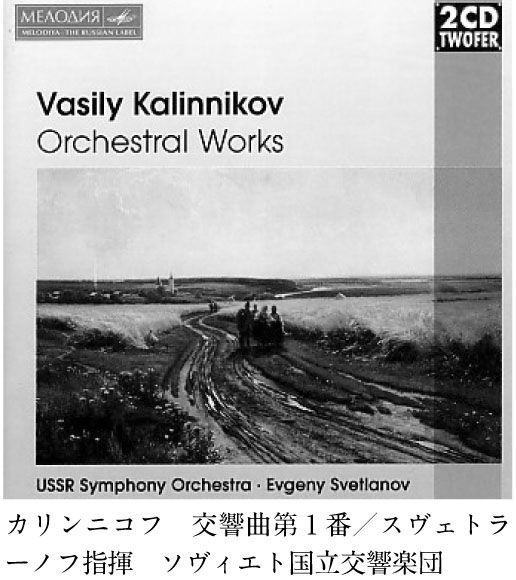 МЕЛОДИЯ
MELODIYA · THE RUSSIAN LABEL
2CD
TWOFER
Vasily Kalinnikov
Orchestral Works
USSR Symphony Orchestra · Evgeny Svetlanov
カリンニコフ　交響曲第１番／スヴェトラ
ーノフ指揮　ソヴィエト国立交響楽団